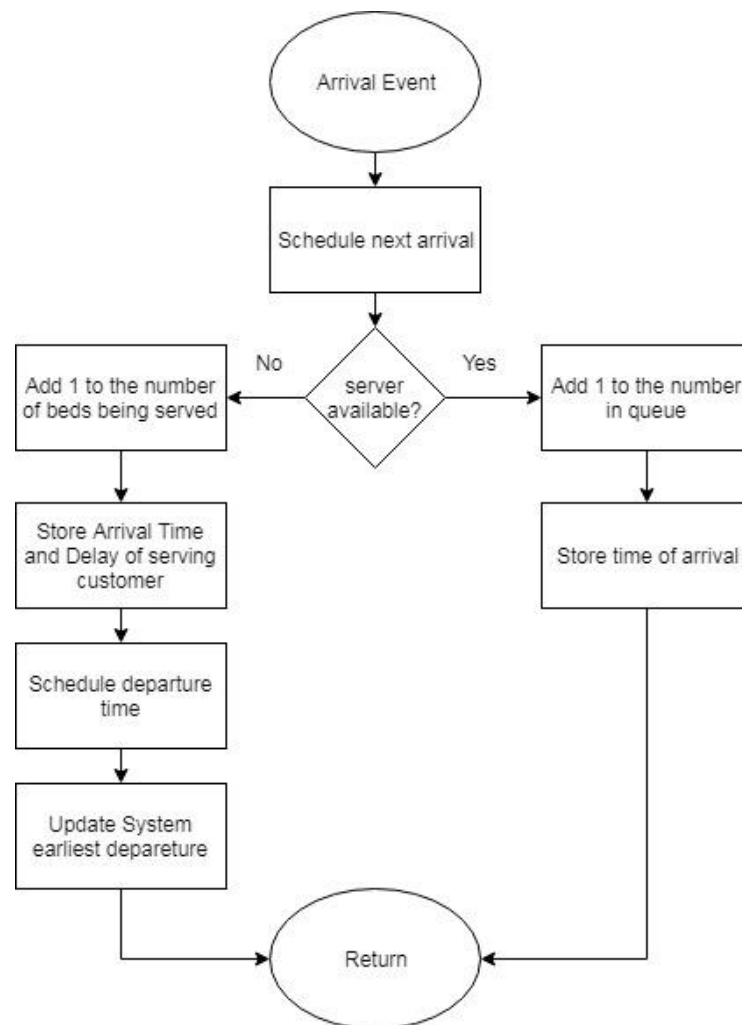 Arrival Event
Schedule next arrival
No
Yes
server
available?
Add 1 to the number
of beds being served
Add 1 to the number
in queue
Store Arrival Time
and Delay of serving
customer
Store time of arrival
Schedule departure
time
Update System
earliest depareture
Return